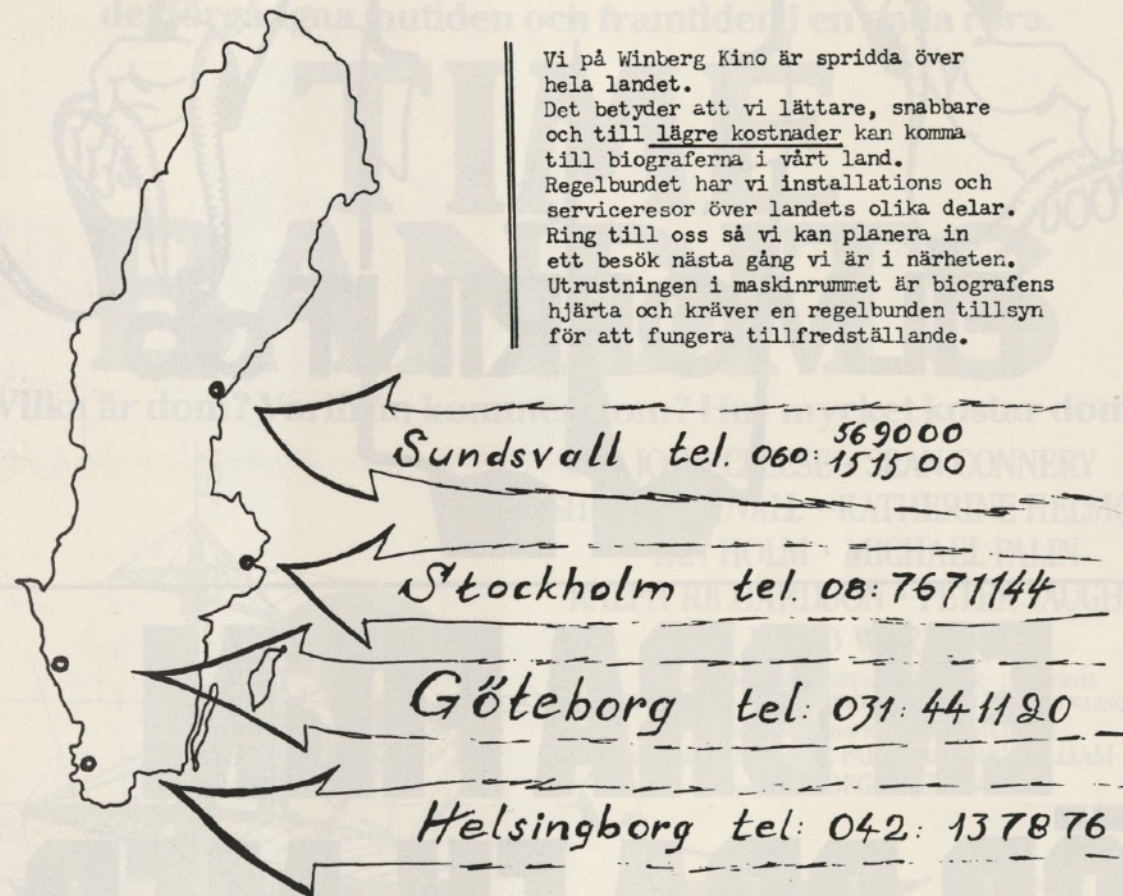 Vi på Winberg Kino är spridda över
hela landet.
Det betyder att vi lättare, snabbare
och till lägre kostnader kan komma
till biograferna i vårt land.
Regelbundet har vi installations och
serviceresor över landets olika delar.
Ring till oss så vi kan planera in
ett besök nästa gång vi är i närheten.
Utrustningen i maskinrummet är biografens
hjärta och kräver en regelbunden tillsyn
för att fungera tillfredställande.
Sundsvall tel. 060: 569000
151500
Stockholm tel. 08: 7671144
Göteborg tel: 031: 441120
Helsingborg tel: 042: 137876